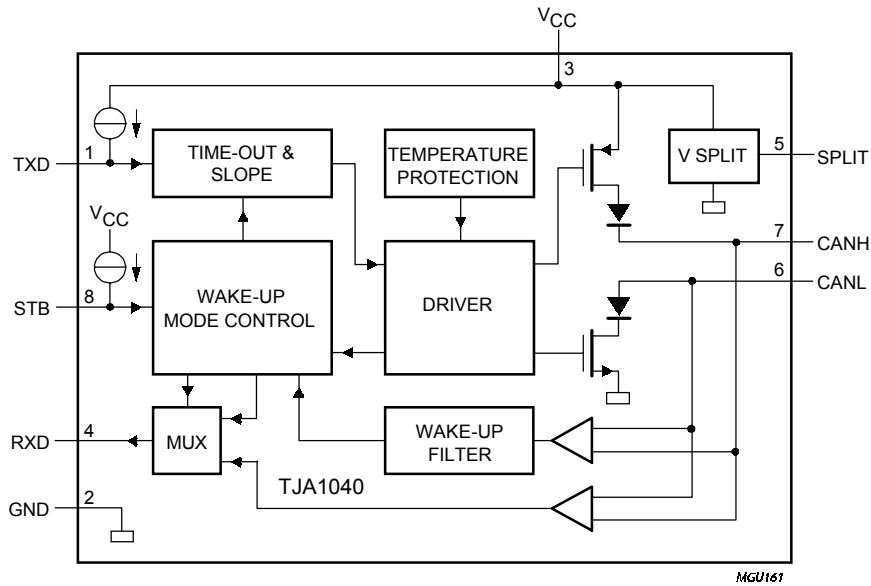 VCC
3
TXD
1
TIME-OUT &
SLOPE
TEMPERATURE
PROTECTION
V SPLIT
5
SPLIT
VCC
7
CANH
STB
8
WAKE-UP
MODE CONTROL
DRIVER
6
CANL
RXD
4
MUX
WAKE-UP
FILTER
TJA1040
GND
2
MGU161